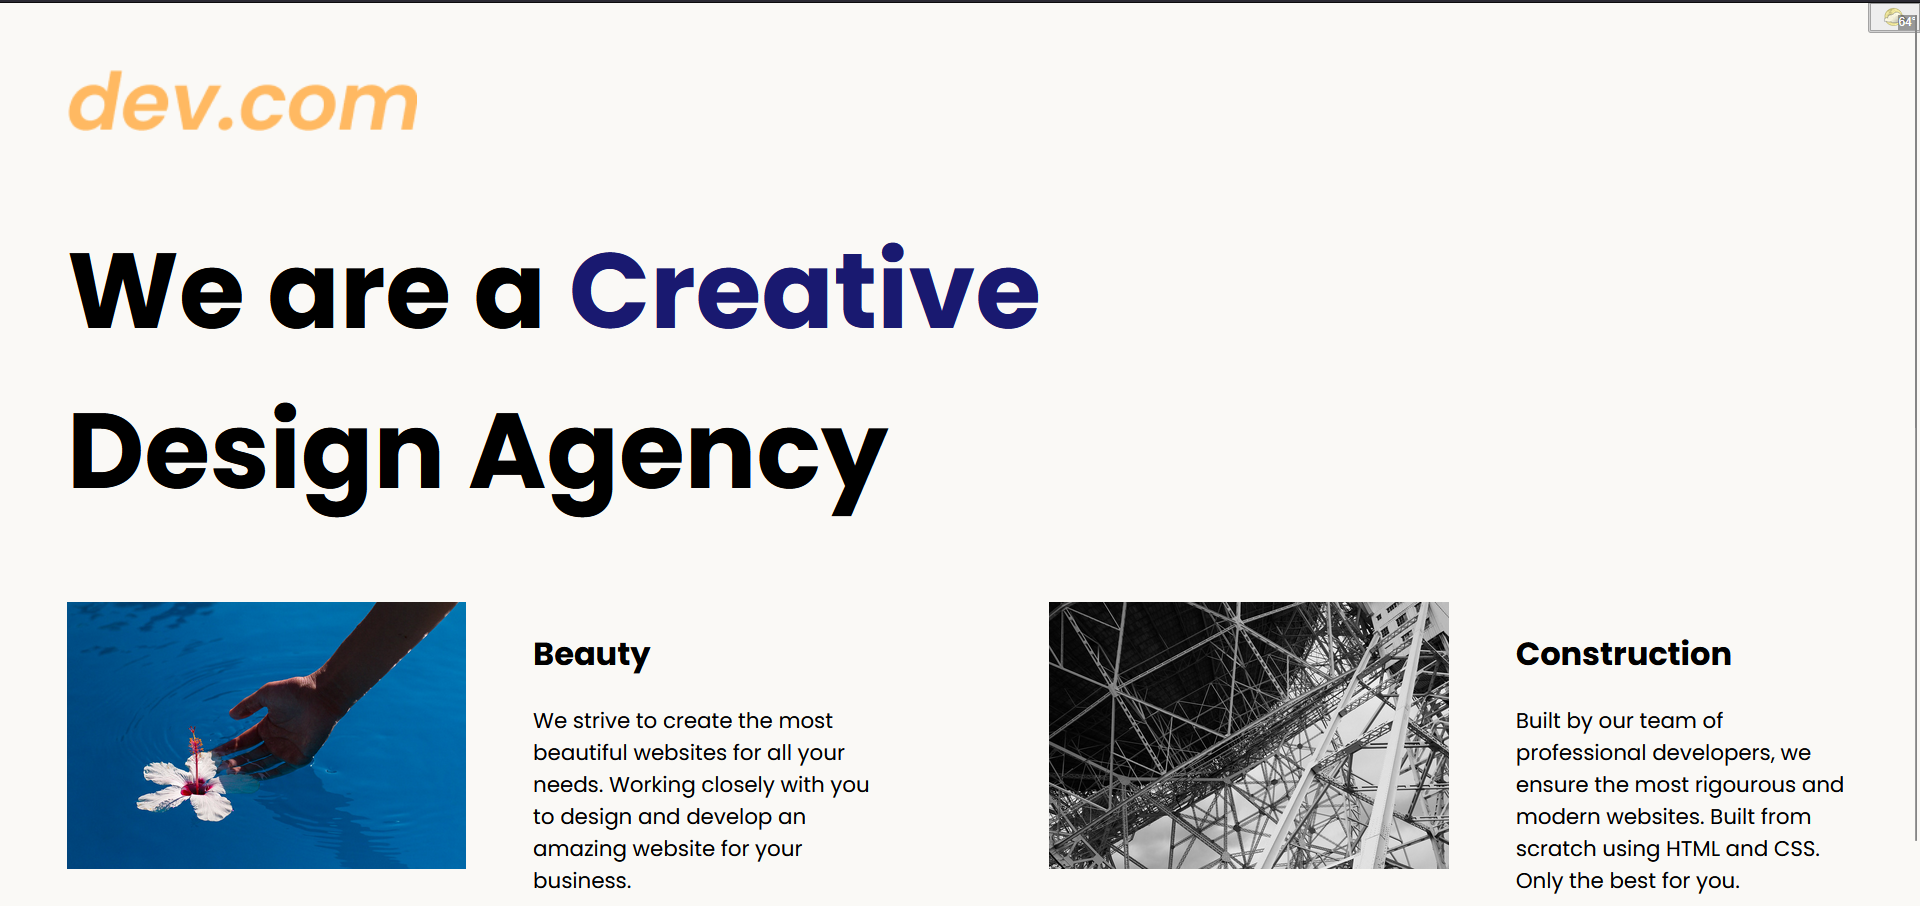 64°
dev.com
We are a Creative
Design Agency
Beauty
We strive to create the most
beautiful websites for all your
needs. Working closely with you
to design and develop an
amazing website for your
business.
Construction
Built by our team of
professional developers, we
ensure the most rigourous and
modern websites. Built from
scratch using HTML and CSS.
Only the best for you.